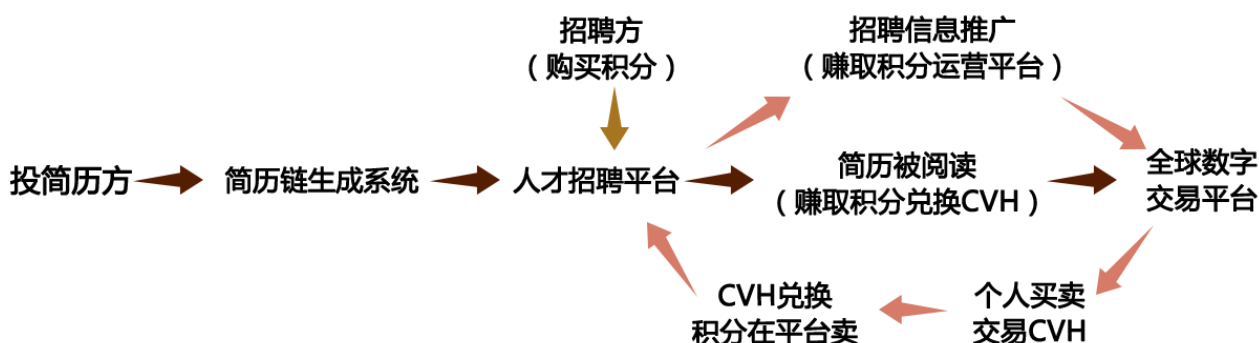 招聘方
（购买积分）
招聘信息推广
（赚取积分运营平台）
投简历方
简历链生成系统
人才招聘平台
简历被阅读
（赚取积分兑换CVH）
全球数字
交易平台
CVH兑换
积分在平台卖
个人买卖
交易CVH